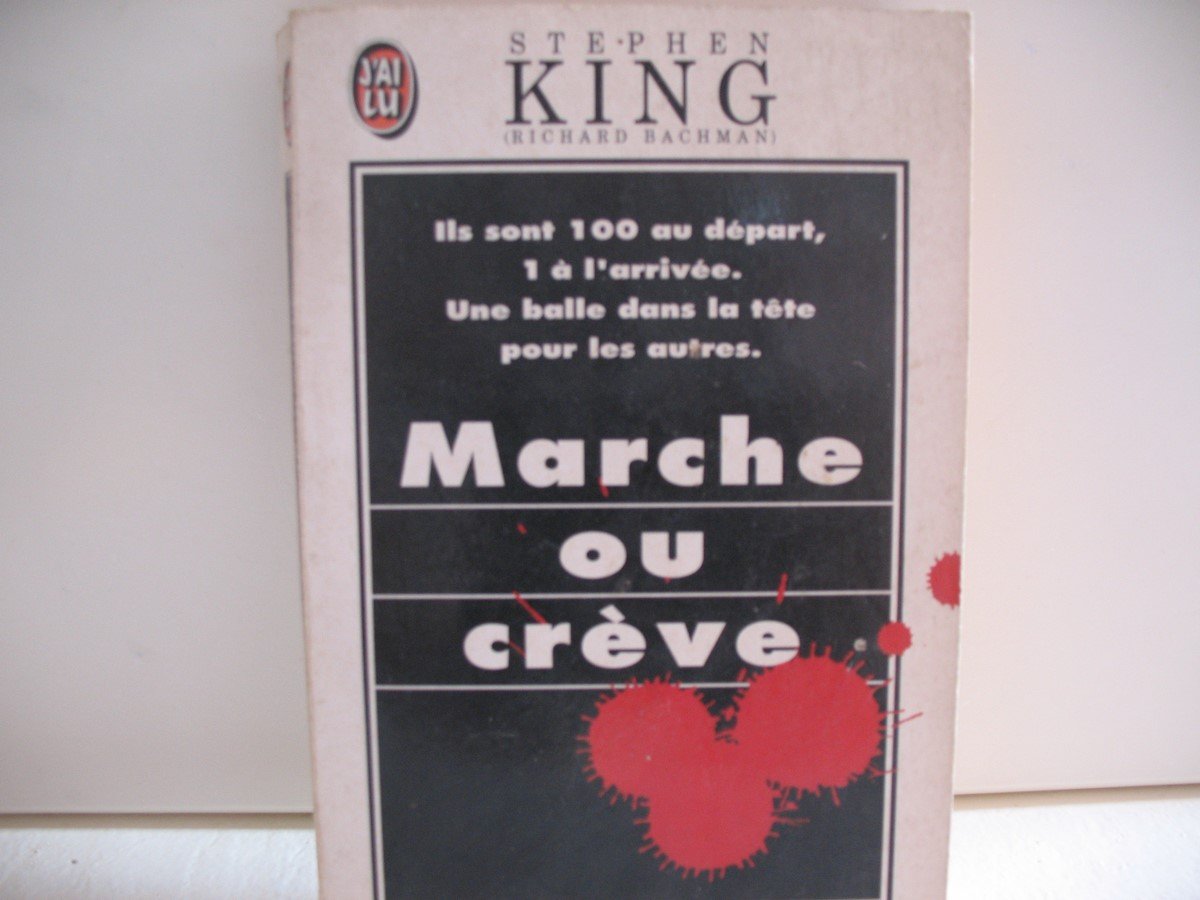 J'AI
LU
STEPHEN
KING
(RICHARD BACHMAN)
Ils sont 100 au départ,
1 à l'arrivée.
Une balle dans la tête
pour les autres.
Marche
ou
crève